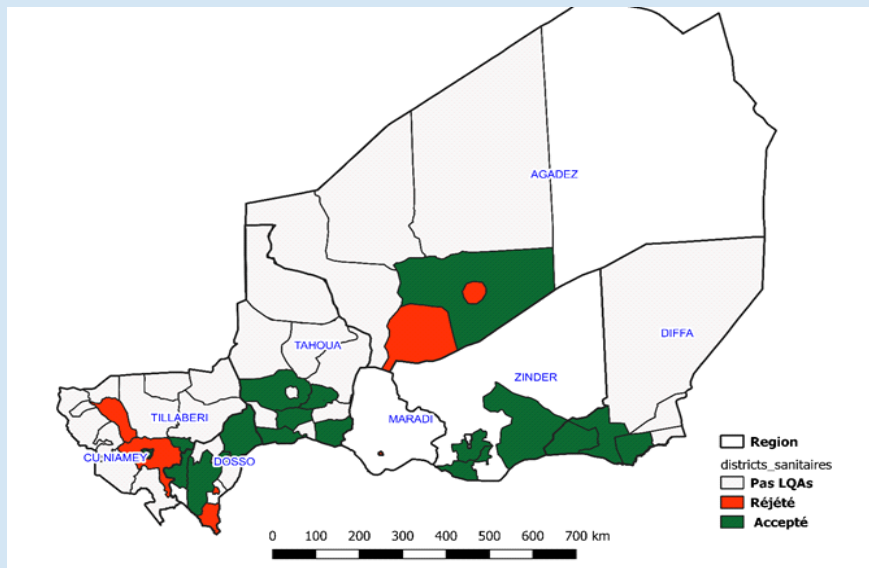 AGADEZ
DIFFA
TAHOUA
ZINDER
MARADI
TILLABERI
CU,NIAMEY
DOSSO
Region
districts_sanitaires
Pas LQAs
Réjété
Accepté
0 100 200 300 400 500 600 700 km